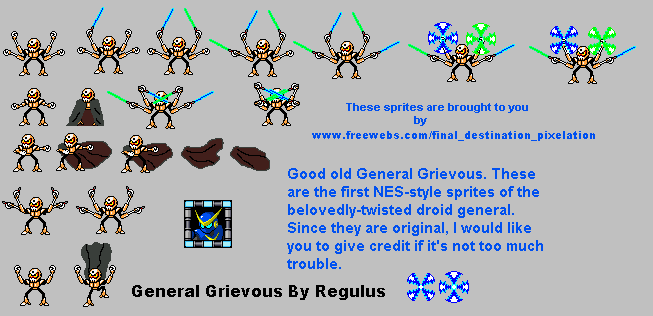 These sprites are brought to you
by
www.freewebs.com/final_destination_pixelation
Good old General Grievous. These
are the first NES-style sprites of the
belovedly-twisted droid general.
Since they are original, I would like
you to give credit if it's not too much
trouble.
General Grievous By Regulus